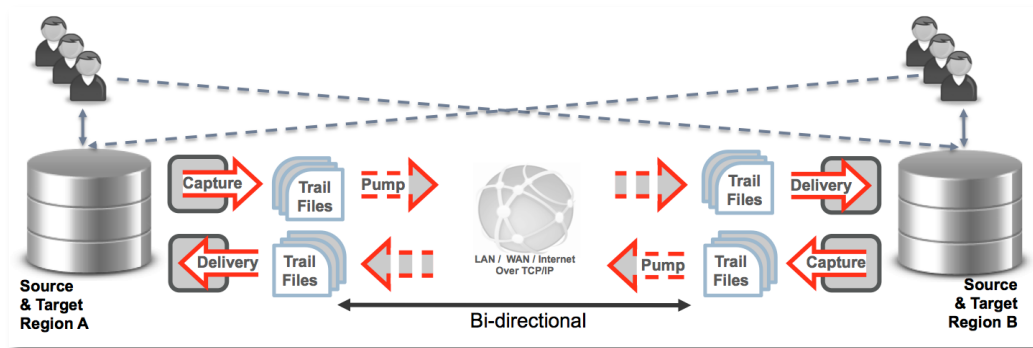 Capture
Trail
Files
Pump
Trail
Files
Delivery
LAN / WAN / Internet
Over TCP/IP
Delivery
Trail
Files
Pump
Trail
Files
Capture
Source
& Target
Region A
Bi-directional
Source
& Target
Region B